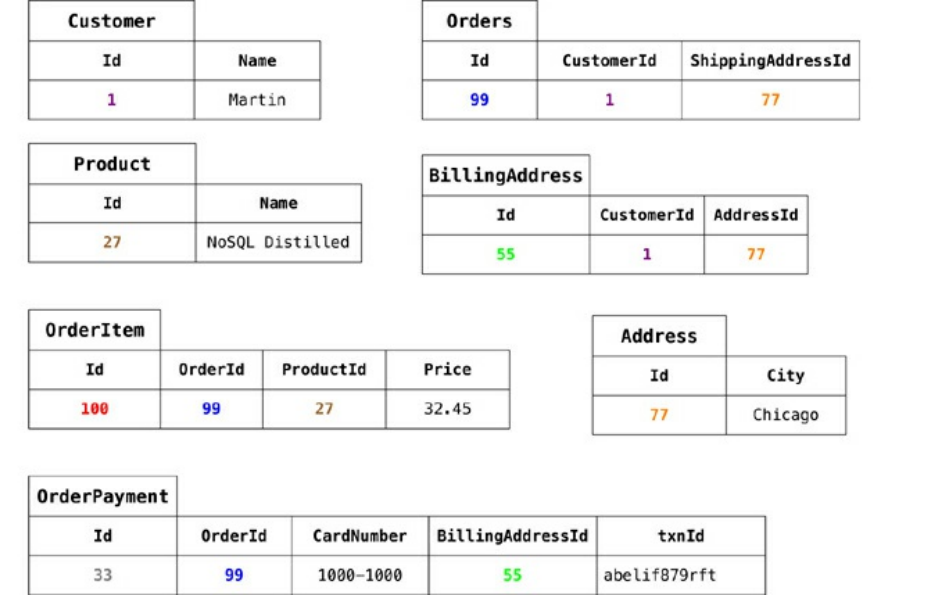 Customer
Id Name
1 Martin
Orders
Id CustomerId ShippingAddressId
99 1 77
Product
Id Name
27 NoSQL Distilled
BillingAddress
Id CustomerId AddressId
55 1 77
OrderItem
Id OrderId ProductId Price
100 99 27 32.45
Address
Id City
77 Chicago
OrderPayment
Id OrderId CardNumber BillingAddressId txnId
33 99 1000-1000 55 abelif879rft